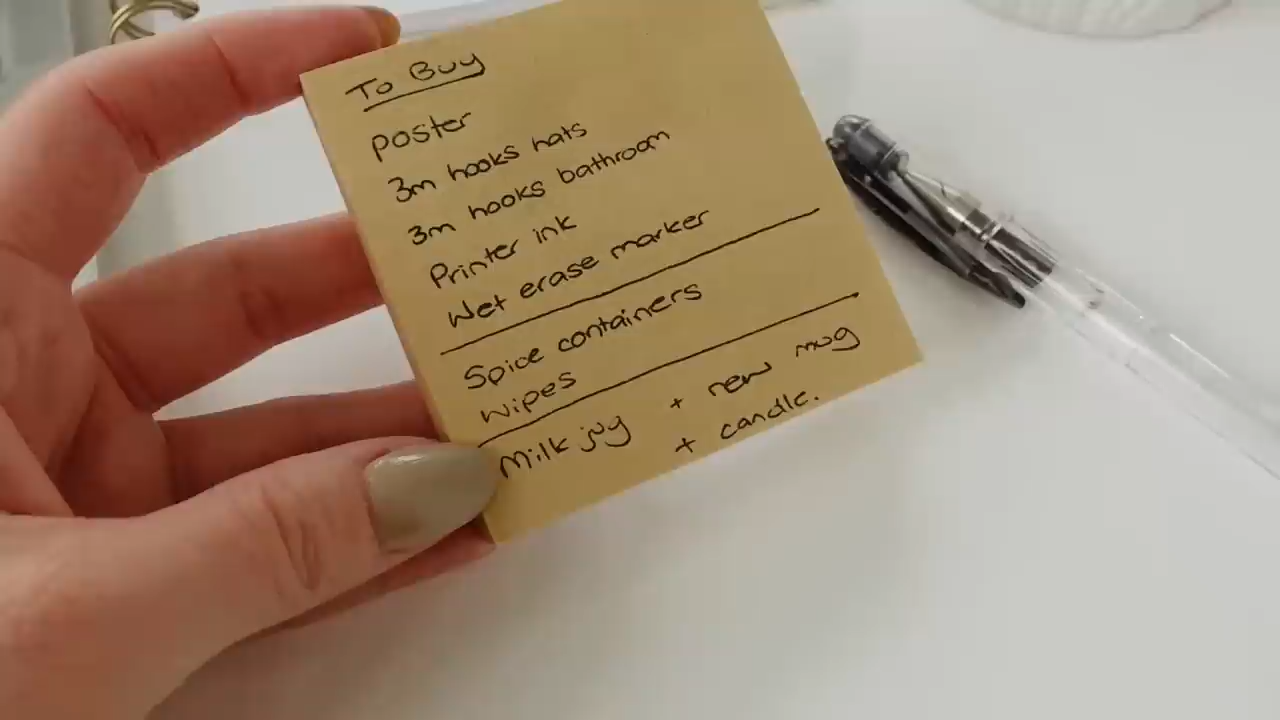 To Buy
poster
3m hooks hats
3m hooks bathroom
Printer ink
Wet erase marker
Spice containers
wipes
Milk jug + new mug
+ candle.